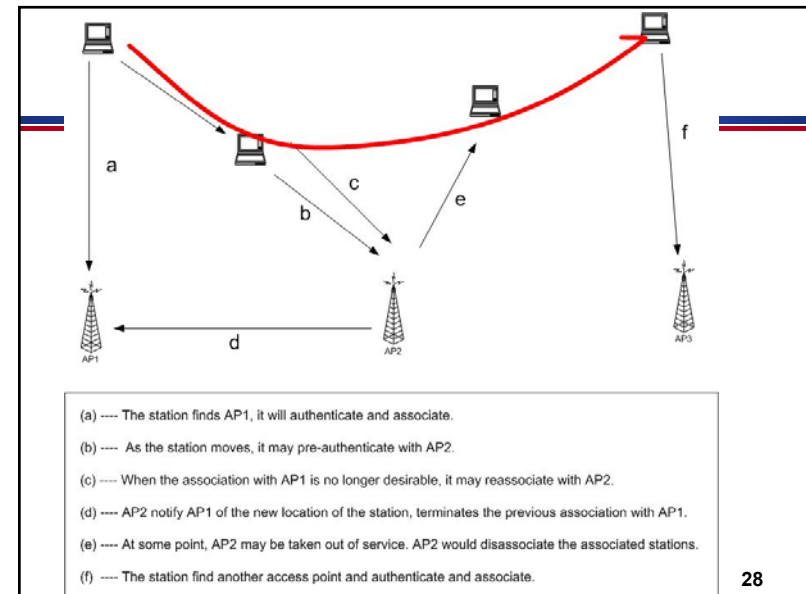 a
f
c
b
e
d
AP1
AP2
AP3
(a) ---- The station finds AP1, it will authenticate and associate.
(b) ---- As the station moves, it may pre-authenticate with AP2.
(c) ---- When the association with AP1 is no longer desirable, it may reassociate with AP2.
(d) ---- AP2 notify AP1 of the new location of the station, terminates the previous association with AP1.
(e) ---- At some point, AP2 may be taken out of service. AP2 would disassociate the associated stations.
(f) ---- The station find another access point and authenticate and associate.
28